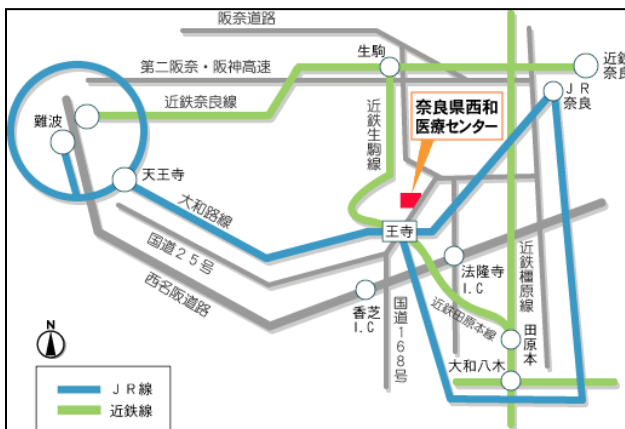 阪奈道路
生駒
近鉄
奈良
第二阪奈・阪神高速
JR
奈良
近鉄奈良線
難波
近鉄生駒線
奈良県西和
医療センター
天王寺
大和路線
王寺
国道25号
西名阪道路
法隆寺
I.C
近鉄橿原線
香芝
I.C
国道168号
近鉄田原本線
田原本
大和八木
N
JR線
近鉄線